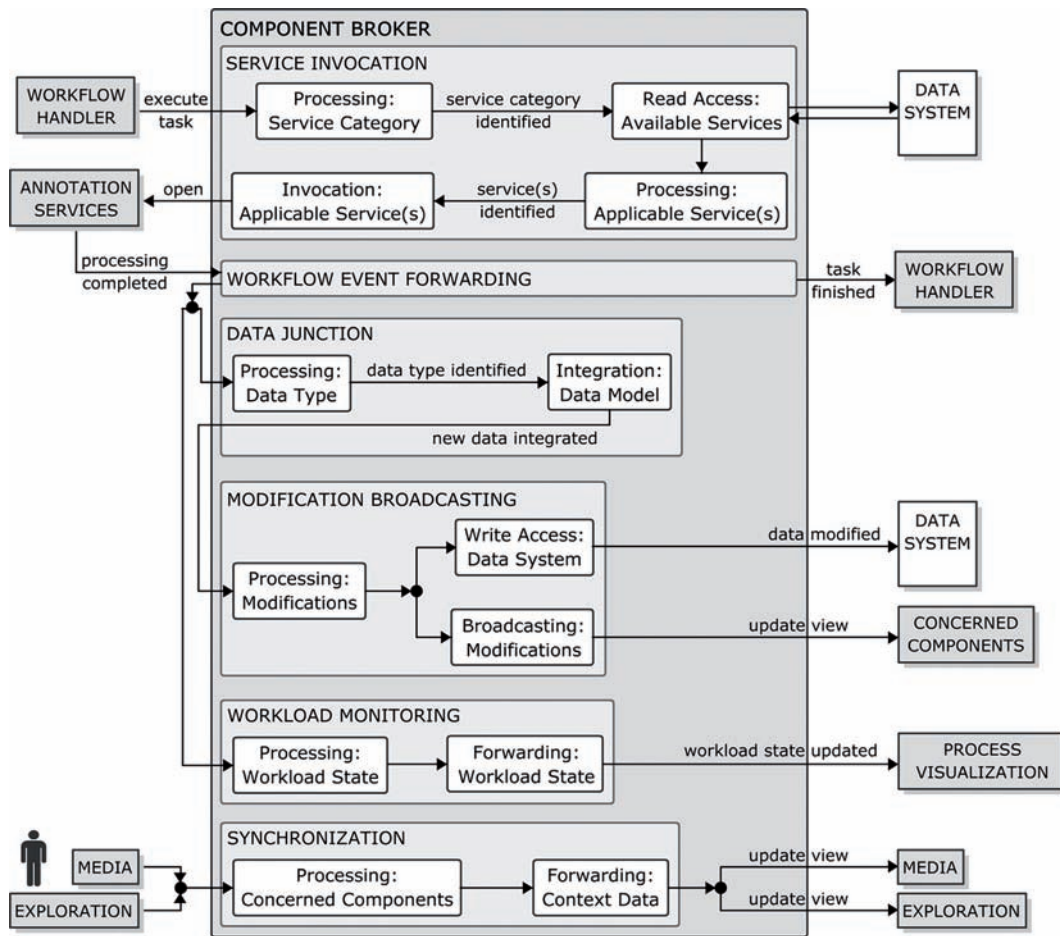 COMPONENT BROKER
SERVICE INVOCATION
WORKFLOW
HANDLER
execute
task
Processing:
Service Category
service category
identified
Read Access:
Available Services
DATA
SYSTEM
ANNOTATION
SERVICES
open
Invocation:
Applicable Service(s)
service(s)
identified
Processing:
Applicable Service(s)
processing
completed
WORKFLOW EVENT FORWARDING
task
finished
WORKFLOW
HANDLER
DATA JUNCTION
Processing:
Data Type
data type identified
Integration:
Data Model
new data integrated
MODIFICATION BROADCASTING
Processing:
Modifications
Write Access:
Data System
data modified
DATA
SYSTEM
Broadcasting:
Modifications
update view
CONCERNED
COMPONENTS
WORKLOAD MONITORING
Processing:
Workload State
Forwarding:
Workload State
workload state updated
PROCESS
VISUALIZATION
SYNCHRONIZATION
MEDIA
EXPLORATION
Processing:
Concerned Components
Forwarding:
Context Data
update view
MEDIA
update view
EXPLORATION